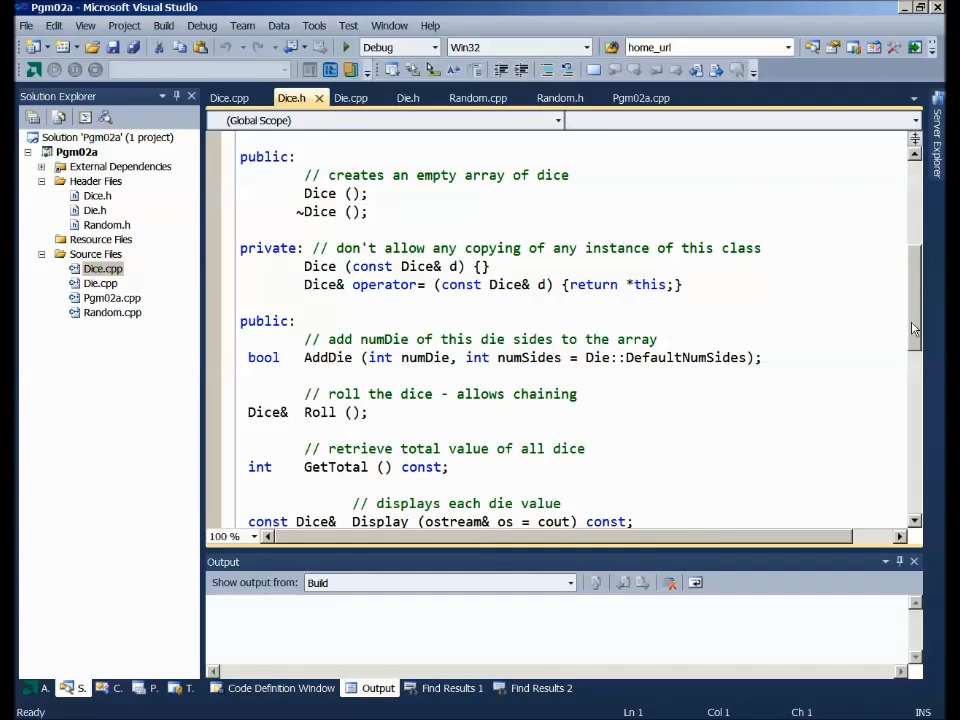 Pgm02a - Microsoft Visual Studio
File Edit View Project Build Debug Team Data Tools Test Window Help
Debug Win32 home_url
Solution Explorer
Dice.cpp Dice.h Die.cpp Die.h Random.cpp Random.h Pgm02a.cpp
(Global Scope)
Server Explorer
Solution 'Pgm02a' (1 project)
Pgm02a
External Dependencies
Header Files
Dice.h
Die.h
Random.h
Resource Files
Source Files
Dice.cpp
Die.cpp
Pgm02a.cpp
Random.cpp
public:
// creates an empty array of dice
Dice ();
~Dice ();
private: // don't allow any copying of any instance of this class
Dice (const Dice& d) {}
Dice& operator= (const Dice& d) {return *this;}
public:
// add numDie of this die sides to the array
bool AddDie (int numDie, int numSides = Die::DefaultNumSides);
// roll the dice - allows chaining
Dice& Roll ();
// retrieve total value of all dice
int GetTotal () const;
// displays each die value
const Dice& Display (ostream& os = cout) const;
100 %
Output
Show output from: Build
A. S. C. P. T. Code Definition Window Output Find Results 1 Find Results 2
Ready Ln 1 Col 1 Ch 1 INS